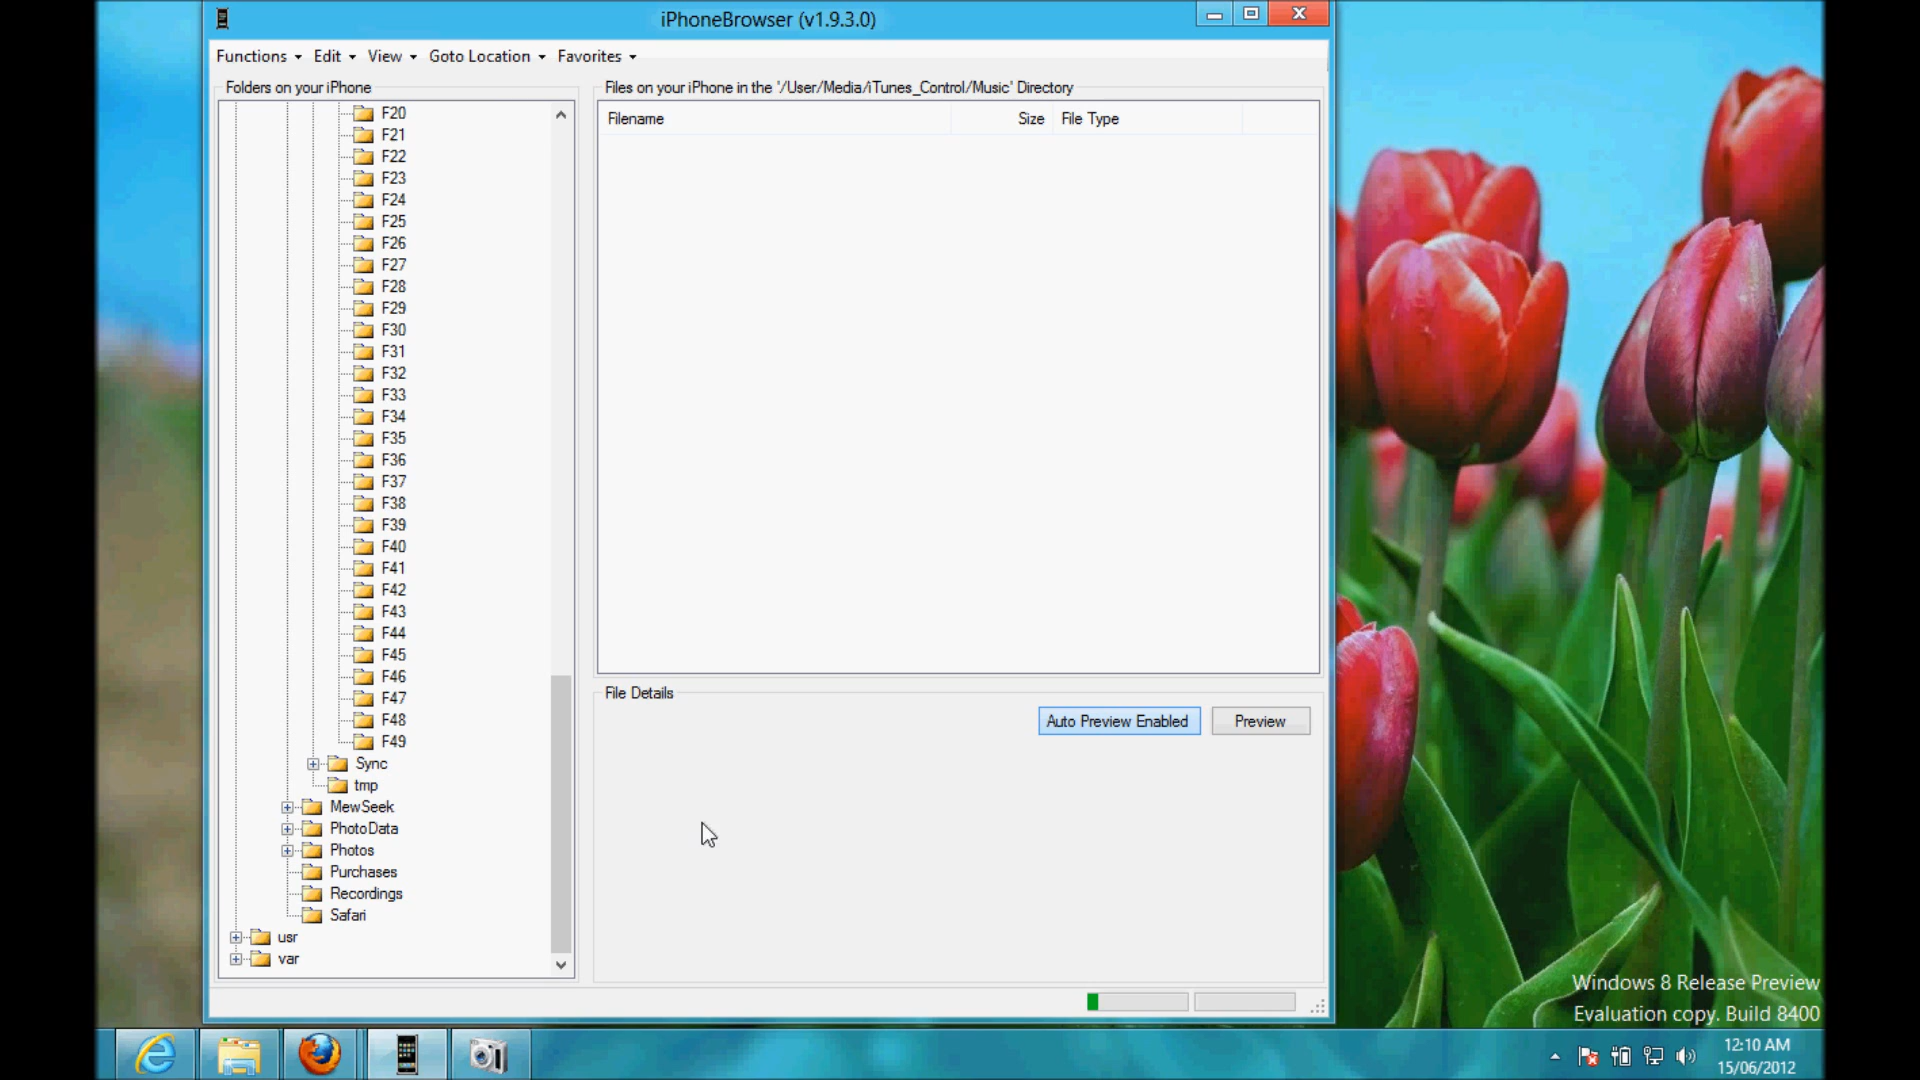 iPhoneBrowser (v1.9.3.0)
Functions Edit View Goto Location Favorites
Folders on your iPhone
Files on your iPhone in the '/User/Media/iTunes_Control/Music' Directory
Filename Size File Type
F20
F21
F22
F23
F24
F25
F26
F27
F28
F29
F30
F31
F32
F33
F34
F35
F36
F37
F38
F39
F40
F41
F42
F43
F44
F45
F46
F47
F48
F49
Sync
tmp
MewSeek
PhotoData
Photos
Purchases
Recordings
Safari
usr
var
File Details
Auto Preview Enabled Preview
Windows 8 Release Preview
Evaluation copy. Build 8400
12:10 AM
15/06/2012